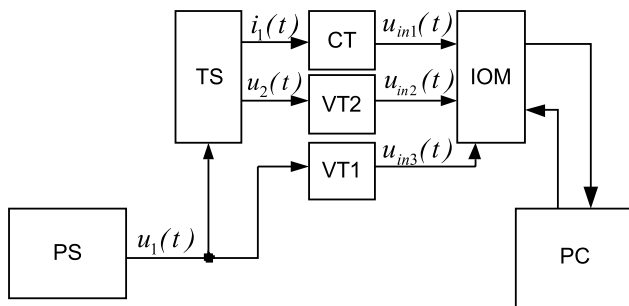 i1(t)
CT
uin1(t)
TS
IOM
u2(t)
VT2
uin2(t)
VT1
uin3(t)
PS
u1(t)
PC